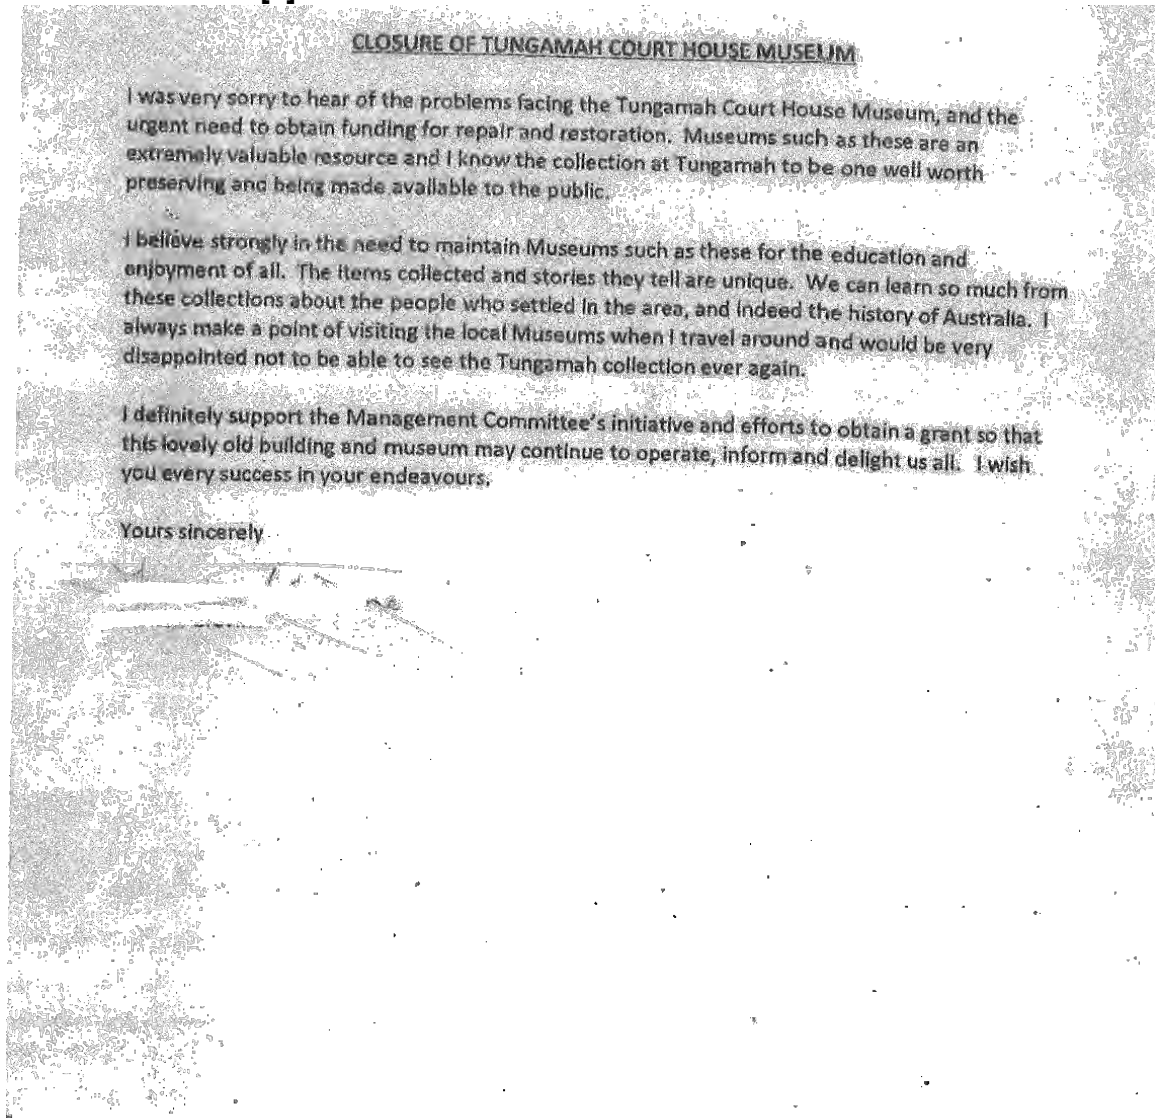 CLOSURE OF TUNGAMAH COURT HOUSE MUSEUM
I was very sorry to hear of the problems facing the Tungamah Court House Museum, and the
urgent need to obtain funding for repair and restoration. Museums such as these are an
extremely valuable resource and I know the collection at Tungamah to be one well worth
preserving and being made available to the public.
I believe strongly in the need to maintain Museums such as these for the education and
enjoyment of all. The items collected and stories they tell are unique. We can learn so much from
these collections about the people who settled in the area, and indeed the history of Australia. I
always make a point of visiting the local Museums when I travel around and would be very
disappointed not to be able to see the Tungamah collection ever again.
I definitely support the Management Committee's initiative and efforts to obtain a grant so that
this lovely old building and museum may continue to operate, inform and delight us all. I wish
you every success in your endeavours.
Yours sincerely